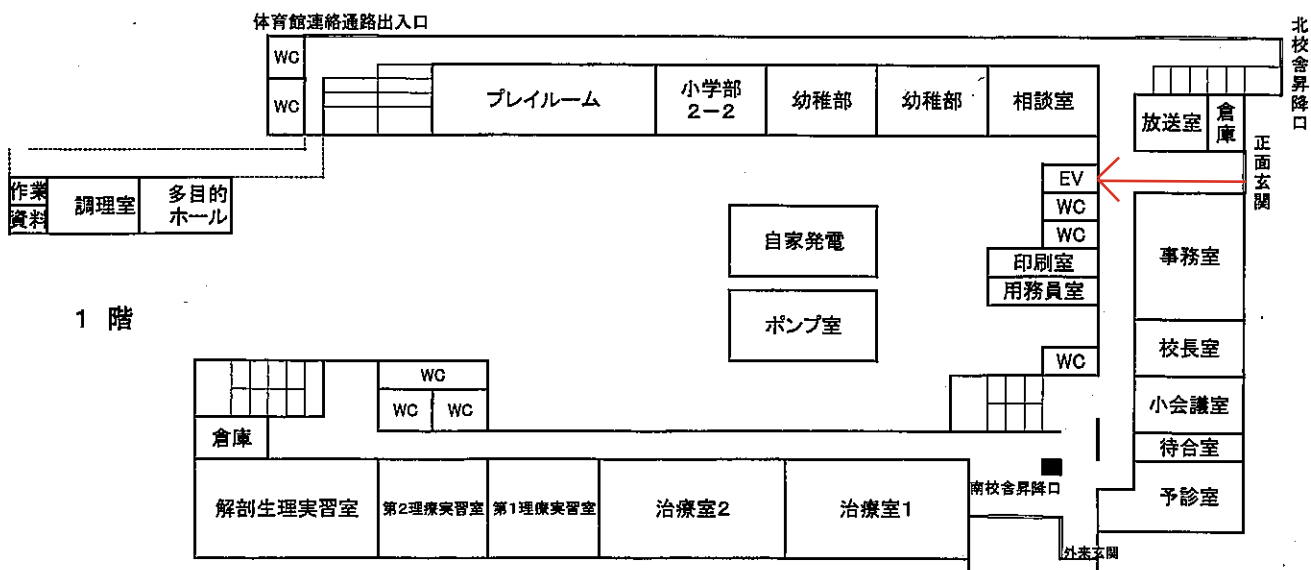 体育館連絡通路出入口
北校舎昇降口
WC
WC
プレイルーム
小学部
2-2
幼稚部
幼稚部
相談室
放送室
倉庫
正面玄関
作業
資料
調理室
多目的
ホール
EV
WC
WC
自家発電
印刷室
用務員室
事務室
1 階
ポンプ室
WC
校長室
WC
WC
WC
小会議室
倉庫
待合室
解剖生理実習室
第2理療実習室
第1理療実習室
治療室2
治療室1
南校舎昇降口
予診室
外来玄関